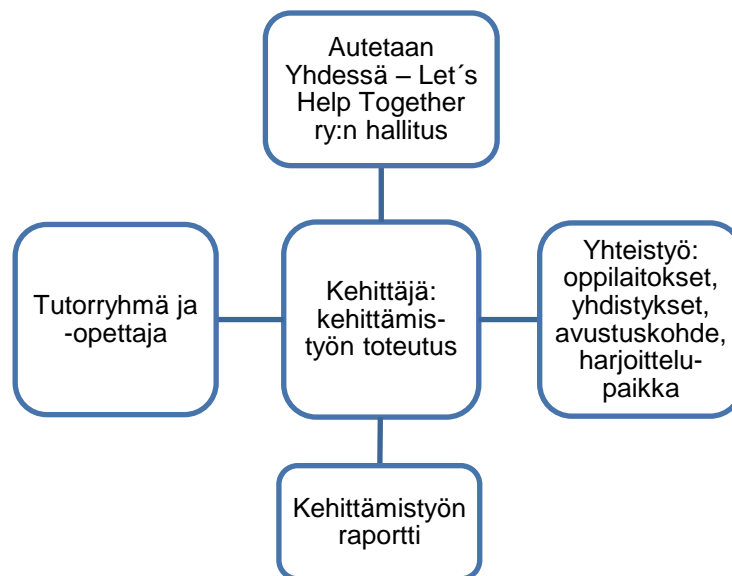 Autetaan
Yhdessä – Let´s
Help Together
ry:n hallitus
Tutorryhmä ja
-opettaja
Kehittäjä:
kehittämis-
työn toteutus
Yhteistyö:
oppilaitokset,
yhdistykset,
avustuskohde,
harjoittelu-
paikka
Kehittämistyön
raportti